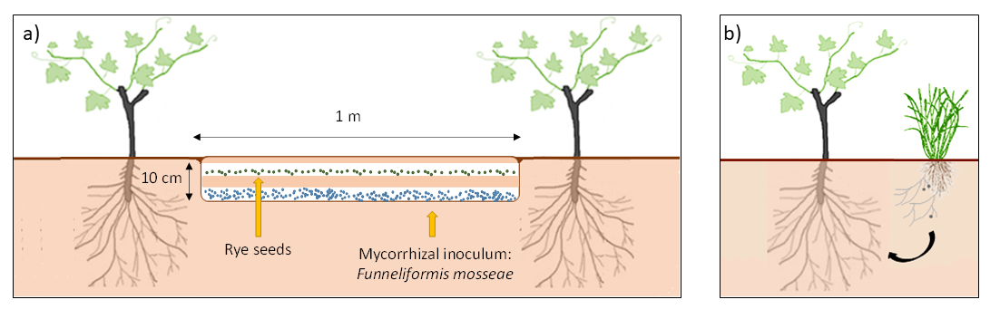 a)
1 m
10 cm
Rye seeds
Mycorrhizal inoculum:
Funneliformis mosseae
b)